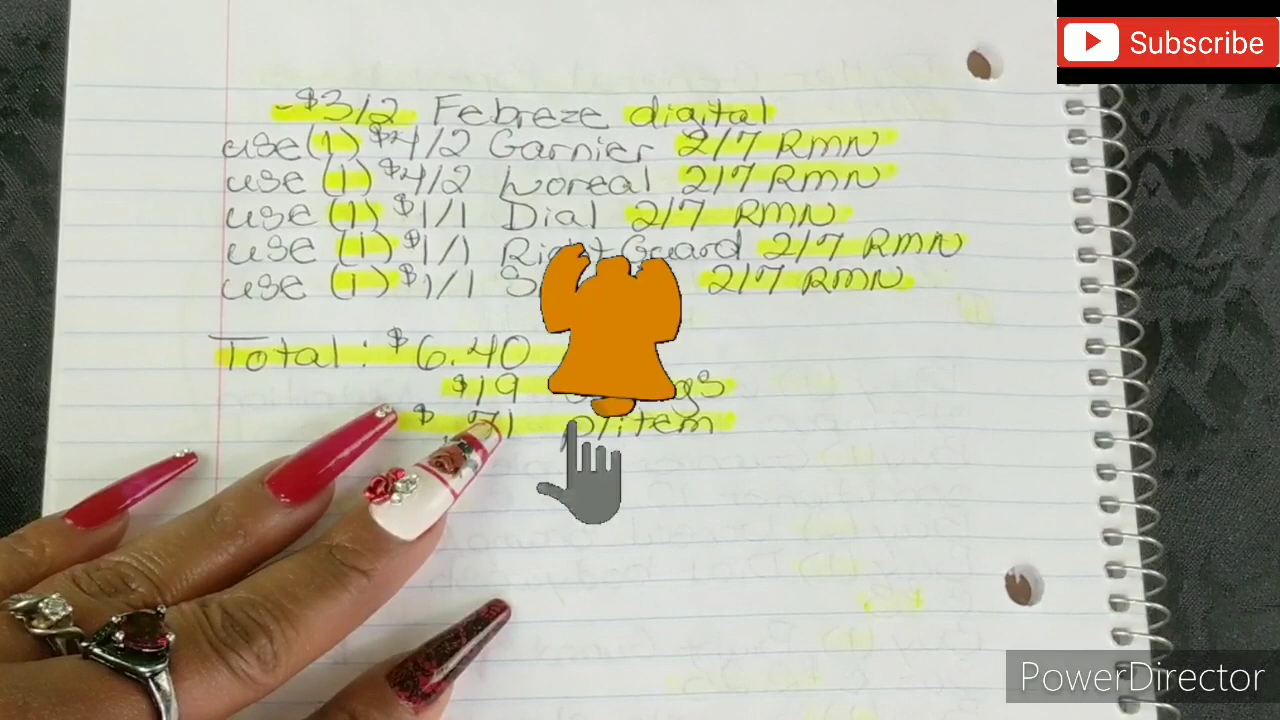 Subscribe
-$3/2 Febreze digital
use (1) $4/2 Garnier 2/7 RMN
use (1) $4/2 Loreal 2/7 RMN
use (1) $1/1 Dial 2/7 RMN
use (1) $1/1 Right Guard 2/7 RMN
use (1) $1/1 2/7 RMN
Total: $6.40
$19
$ .71 p/item
PowerDirector